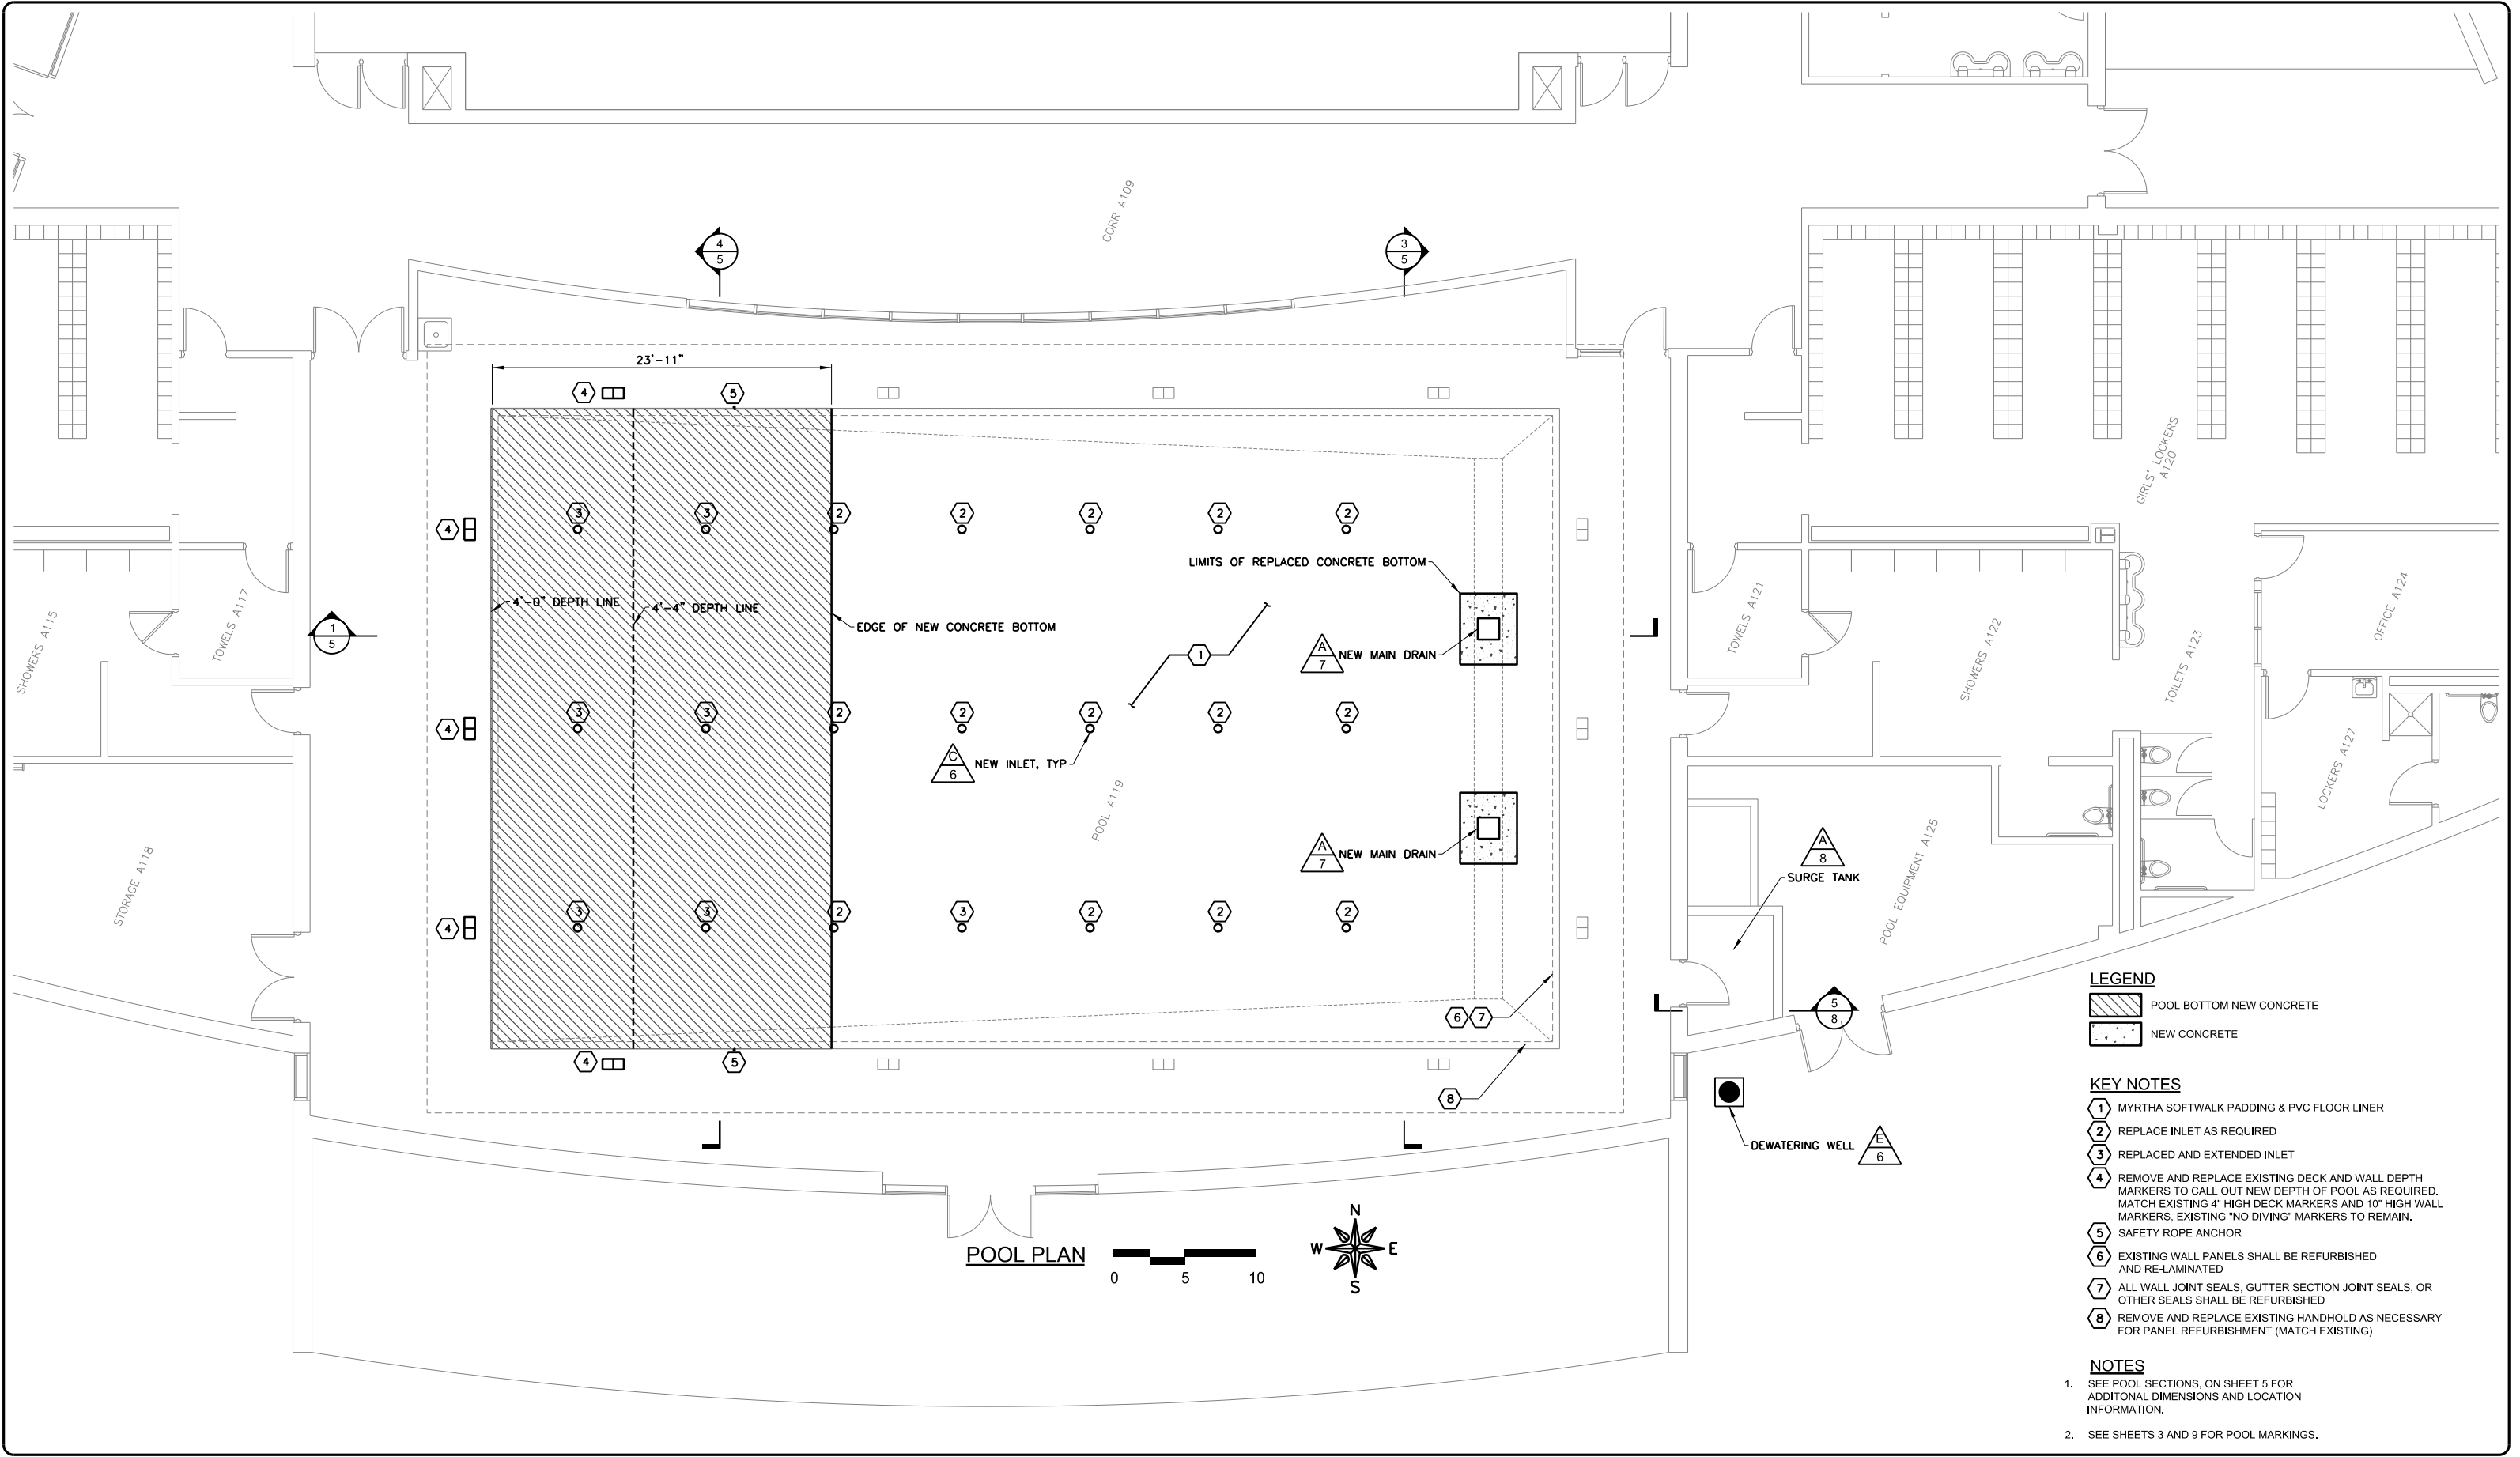 CORR A109
4
5
3
5
23'-11"
4
5
GIRLS' LOCKERS
A120
3
3
2
2
2
2
2
4
LIMITS OF REPLACED CONCRETE BOTTOM
4'-0" DEPTH LINE
4'-4" DEPTH LINE
EDGE OF NEW CONCRETE BOTTOM
1
5
1
A
7
NEW MAIN DRAIN
SHOWERS A115
TOWELS A117
TOWELS A121
SHOWERS A122
TOILETS A123
OFFICE A124
3
3
2
2
2
2
2
4
C
6
NEW INLET, TYP
POOL A119
LOCKERS A127
A
7
NEW MAIN DRAIN
A
8
SURGE TANK
STORAGE A118
POOL EQUIPMENT A125
3
3
2
3
2
2
2
4
6
7
5
8
4
5
8
DEWATERING WELL
E
6
POOL PLAN
0
5
10
N
W
E
S
LEGEND
POOL BOTTOM NEW CONCRETE
NEW CONCRETE
KEY NOTES
1 MYRTHA SOFTWALK PADDING & PVC FLOOR LINER
2 REPLACE INLET AS REQUIRED
3 REPLACED AND EXTENDED INLET
4 REMOVE AND REPLACE EXISTING DECK AND WALL DEPTH
MARKERS TO CALL OUT NEW DEPTH OF POOL AS REQUIRED.
MATCH EXISTING 4" HIGH DECK MARKERS AND 10" HIGH WALL
MARKERS, EXISTING "NO DIVING" MARKERS TO REMAIN.
5 SAFETY ROPE ANCHOR
6 EXISTING WALL PANELS SHALL BE REFURBISHED
AND RE-LAMINATED
7 ALL WALL JOINT SEALS, GUTTER SECTION JOINT SEALS, OR
OTHER SEALS SHALL BE REFURBISHED
8 REMOVE AND REPLACE EXISTING HANDHOLD AS NECESSARY
FOR PANEL REFURBISHMENT (MATCH EXISTING)
NOTES
1. SEE POOL SECTIONS, ON SHEET 5 FOR
ADDITONAL DIMENSIONS AND LOCATION
INFORMATION.
2. SEE SHEETS 3 AND 9 FOR POOL MARKINGS.